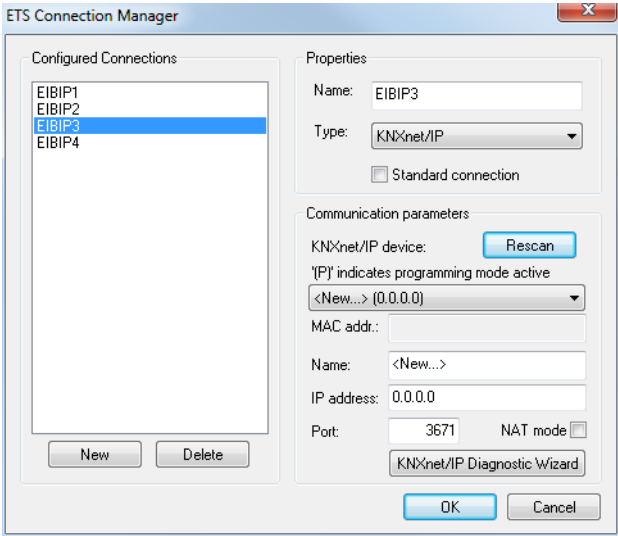 ETS Connection Manager
Configured Connections
EIBIP1
EIBIP2
EIBIP3
EIBIP4
New
Delete
Properties
Name: EIBIP3
Type: KNXnet/IP
Standard connection
Communication parameters
KNXnet/IP device: Rescan
'(P)' indicates programming mode active
<New...> (0.0.0.0)
MAC addr.:
Name: <New...>
IP address: 0.0.0.0
Port: 3671 NAT mode
KNXnet/IP Diagnostic Wizard
OK
Cancel